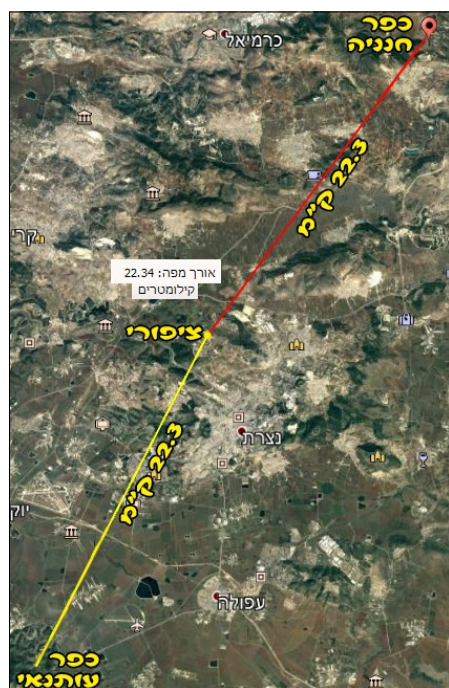 כפר
חנניה
כרמיאל
22.3 ק"מ
קרי
אורך מפה: 22.34
קילומטרים
ציפורי
נצרת
22.3 ק"מ
יוק
עפולה
כפר
עותנאי